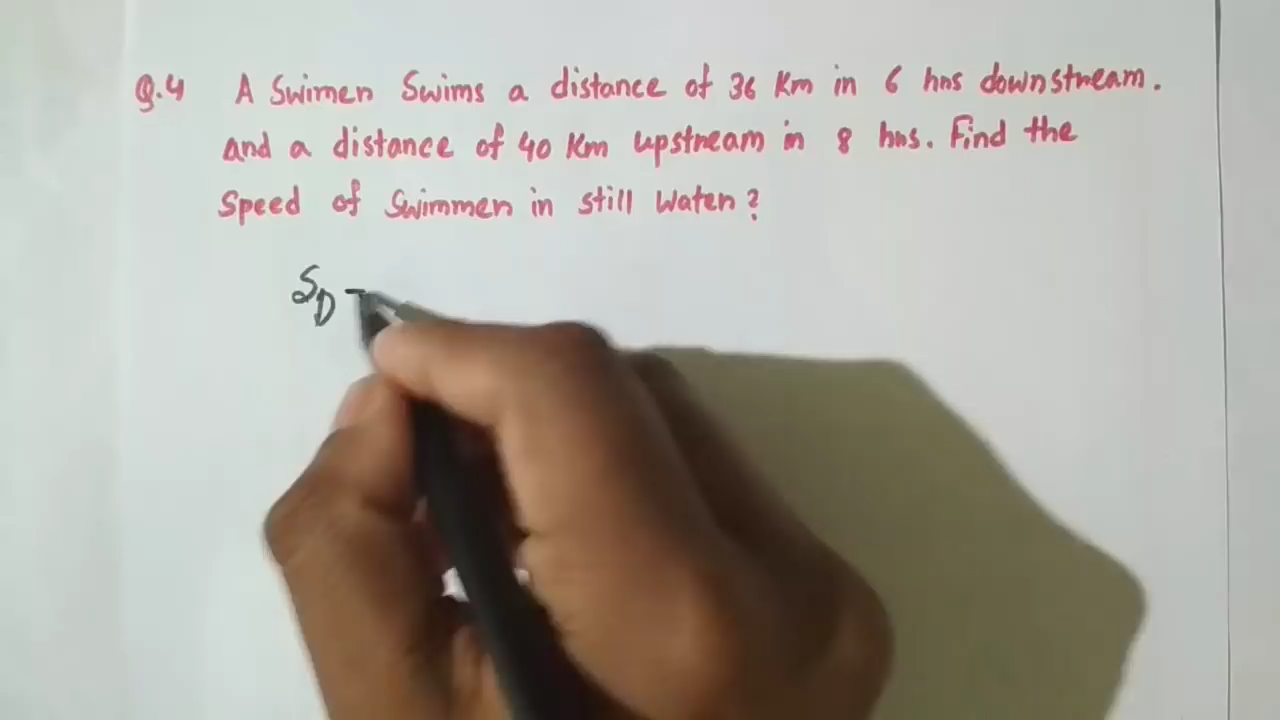 Q.4 A Swimer Swims a distance of 36 Km in 6 hrs downstream.
and a distance of 40 Km upstream in 8 hrs. Find the
Speed of Swimmer in still Water?
SD =